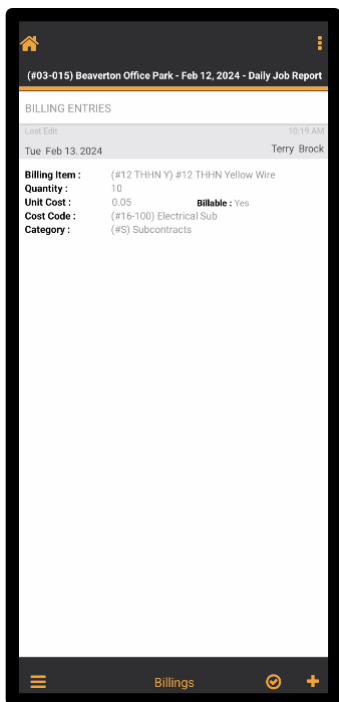 (#03-015) Beaverton Office Park - Feb 12, 2024 - Daily Job Report
BILLING ENTRIES
Last Edit 10:19 AM
Tue Feb 13. 2024 Terry Brock
Billing Item : (#12 THHN Y) #12 THHN Yellow Wire
Quantity : 10
Unit Cost : 0.05 Billable : Yes
Cost Code : (#16-100) Electrical Sub
Category : (#S) Subcontracts
Billings